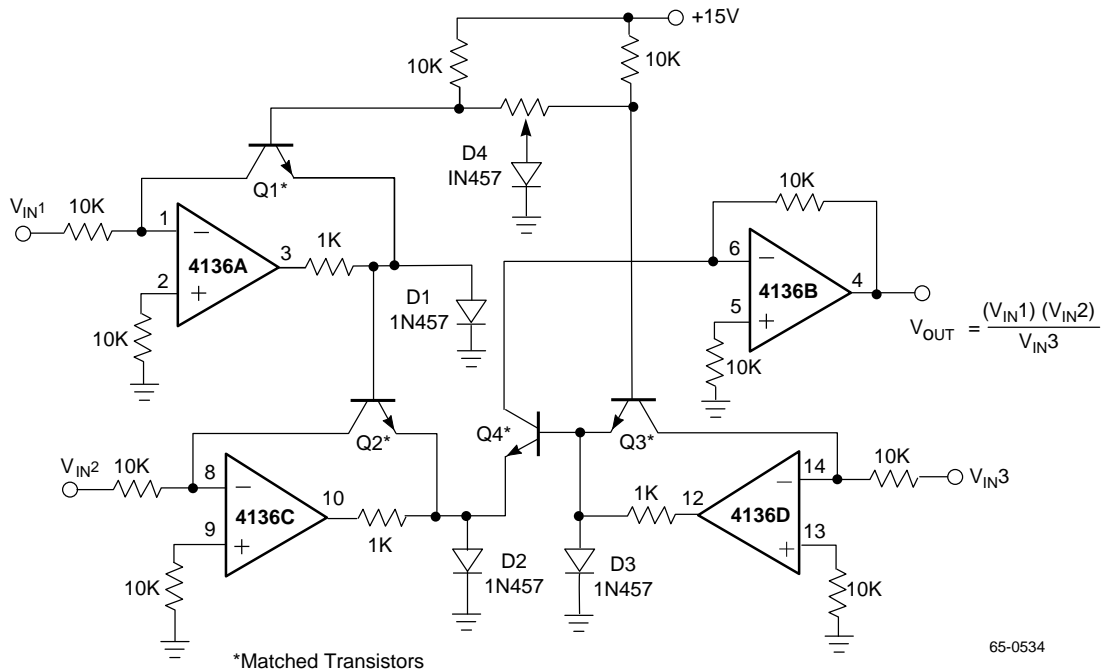 +15V
10K
10K
D4
IN457
Q1*
V_IN1
10K
1
2
4136A
3
1K
10K
D1
1N457
10K
6
5
4136B
4
10K
V_OUT = (V_IN1) (V_IN2)
V_IN3
Q2*
Q4*
Q3*
V_IN2
10K
8
9
4136C
10
1K
10K
D2
1N457
D3
1N457
1K
12
4136D
14
13
10K
V_IN3
10K
*Matched Transistors
65-0534